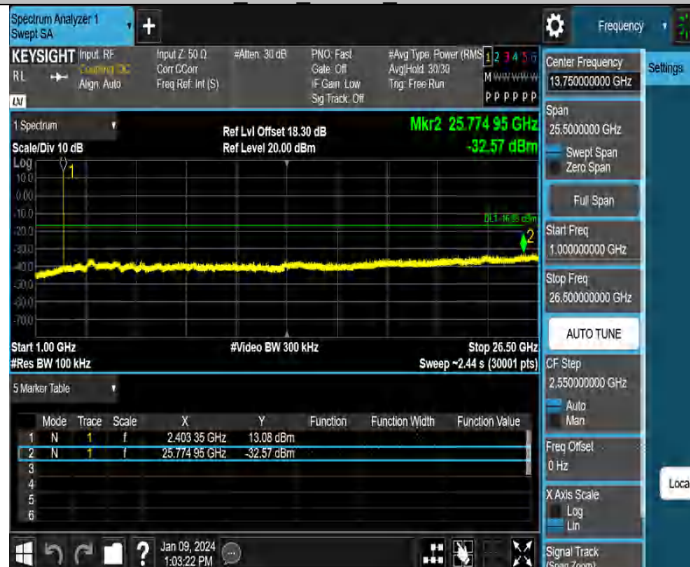 Spectrum Analyzer 1
Swept SA
+
Frequency
KEYSIGHT
Input: RF
Input Z: 50 Ω
#Atten: 30 dB
PNO: Fast
#Avg Type: Power (RMS
1 2 3 4 5 6
RL
Coupling: DC
Corr CCorr
Gate: Off
Avg|Hold: 30/30
M W W W W W
Align: Auto
Freq Ref: Int (S)
IF Gain: Low
Trig: Free Run
Sig Track: Off
P P P P P P
LXI
1 Spectrum
Ref Lvl Offset 18.30 dB
Mkr2 25.774 95 GHz
Scale/Div 10 dB
Ref Level 20.00 dBm
-32.57 dBm
Log
1
10.0
0.00
-10.0
-20.0
2
-30.0
-40.0
-50.0
-60.0
-70.0
Start 1.00 GHz
#Video BW 300 kHz
Stop 26.50 GHz
#Res BW 100 kHz
Sweep ~2.44 s (30001 pts)
5 Marker Table
Mode Trace Scale X Y Function Function Width Function Value
1 N 1 f 2.403 35 GHz 13.08 dBm
2 N 1 f 25.774 95 GHz -32.57 dBm
3
4
5
6
?
Jan 09, 2024
1:03:22 PM
Center Frequency
13.750000000 GHz
Settings
Span
25.5000000 GHz
Swept Span
Zero Span
Full Span
Start Freq
1.000000000 GHz
Stop Freq
26.500000000 GHz
AUTO TUNE
CF Step
2.550000000 GHz
Auto
Man
Freq Offset
0 Hz
Loca
X Axis Scale
Log
Lin
Signal Track
(Span Zoom)